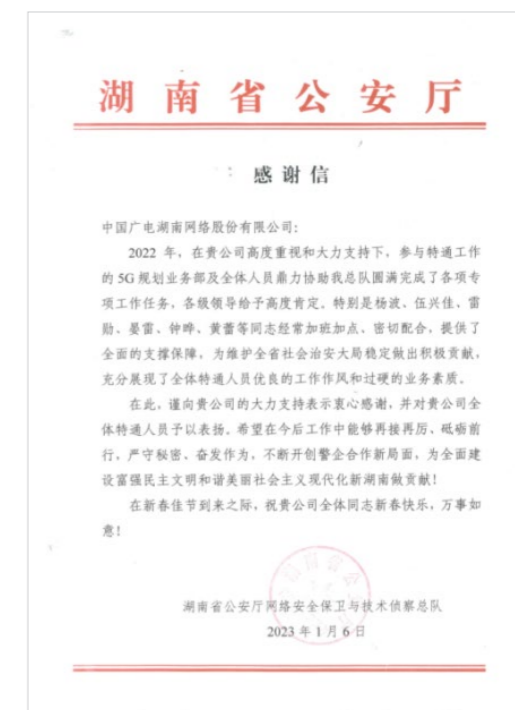 湖南省公安厅
感谢信
中国广电湖南网络股份有限公司:
2022 年，在贵公司高度重视和大力支持下，参与特通工作
的 5G 规划业务部及全体人员鼎力协助我总队圆满完成了各项专
项工作任务，各级领导给予高度肯定。特别是杨波、伍兴佳、雷
勋、晏雷、钟晔、黄蕾等同志经常加班加点、密切配合，提供了
全面的支撑保障，为维护全省社会治安大局稳定做出积极贡献，
充分展现了全体特通人员优良的工作作风和过硬的业务素质。
在此，谨向贵公司的大力支持表示衷心感谢，并对贵公司全
体特通人员予以表扬。希望在今后工作中能够再接再厉、砥砺前
行，严守秘密、奋发作为，不断开创警企合作新局面，为全面建
设富强民主文明和谐美丽社会主义现代化新湖南做贡献！
在新春佳节到来之际，祝贵公司全体同志新春快乐，万事如
意！
湖南省公安厅网络安全保卫与技术侦察总队
2023 年 1 月 6 日